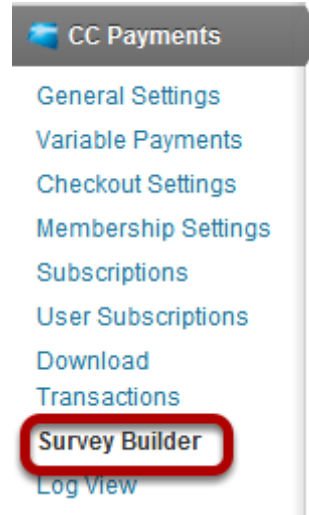 CC Payments
General Settings
Variable Payments
Checkout Settings
Membership Settings
Subscriptions
User Subscriptions
Download
Transactions
Survey Builder
Log View